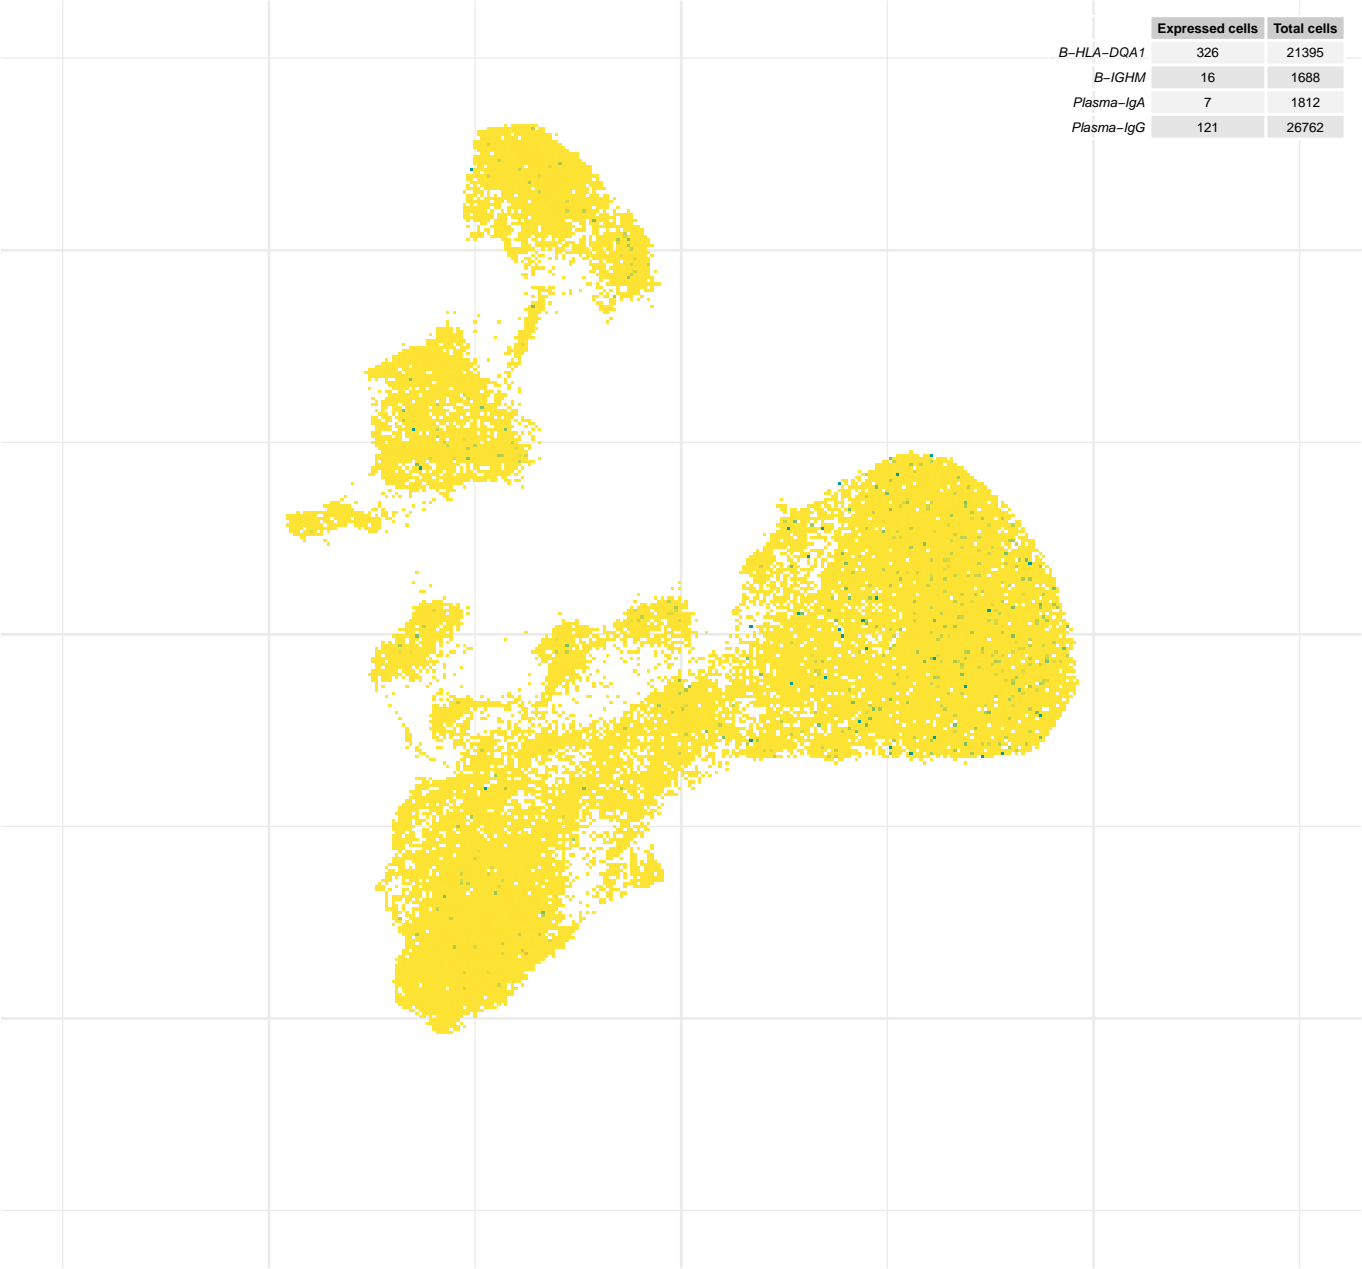 Expressed cells Total cells
B−HLA−DQA1 326 21395
B−IGHM 16 1688
Plasma−IgA 7 1812
Plasma−IgG 121 26762